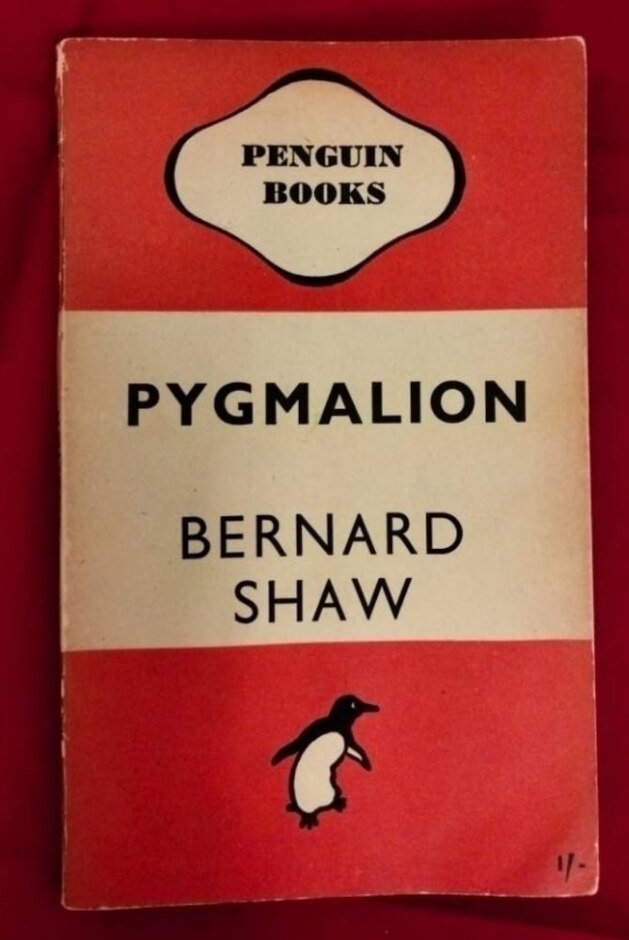 PENGUIN
BOOKS
PYGMALION
BERNARD
SHAW
1/-